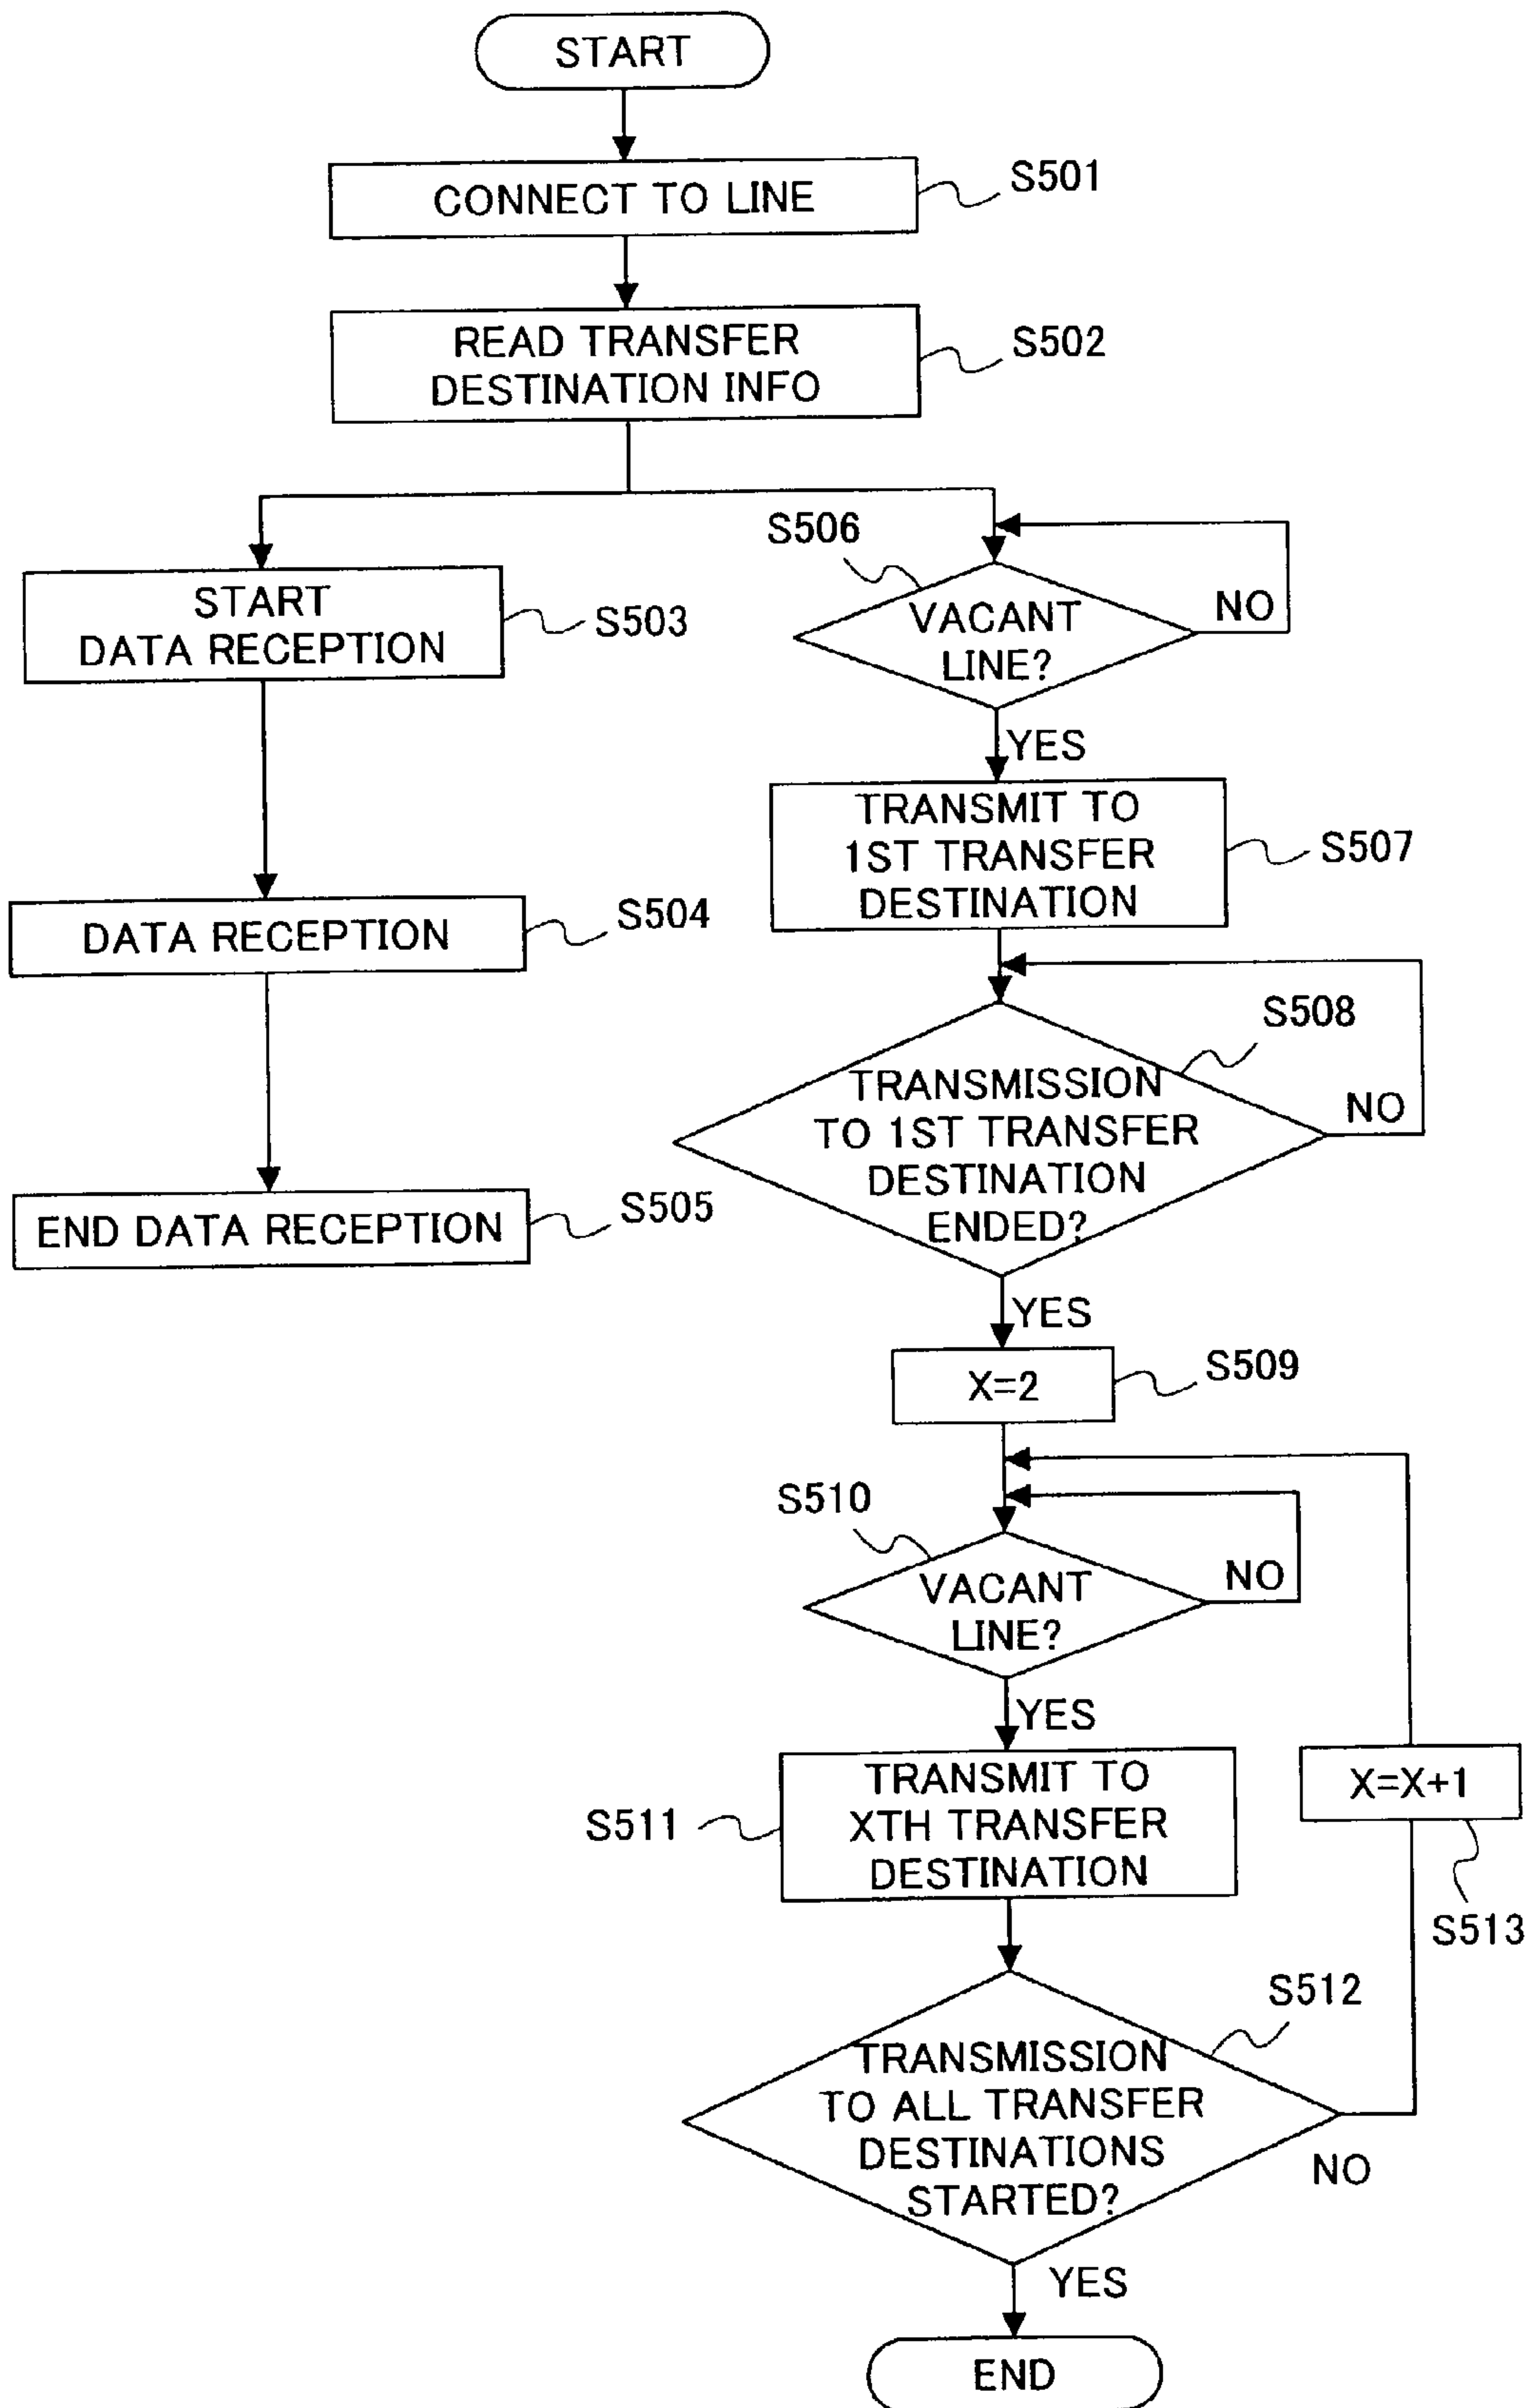 START
CONNECT TO LINE
S501
READ TRANSFER
DESTINATION INFO
S502
START
DATA RECEPTION
S503
DATA RECEPTION
S504
END DATA RECEPTION
S505
S506
VACANT
LINE?
NO
YES
TRANSMIT TO
1ST TRANSFER
DESTINATION
S507
S508
TRANSMISSION
TO 1ST TRANSFER
DESTINATION
ENDED?
NO
YES
X=2
S509
S510
VACANT
LINE?
NO
YES
TRANSMIT TO
XTH TRANSFER
DESTINATION
S511
X=X+1
S513
S512
TRANSMISSION
TO ALL TRANSFER
DESTINATIONS
STARTED?
NO
YES
END